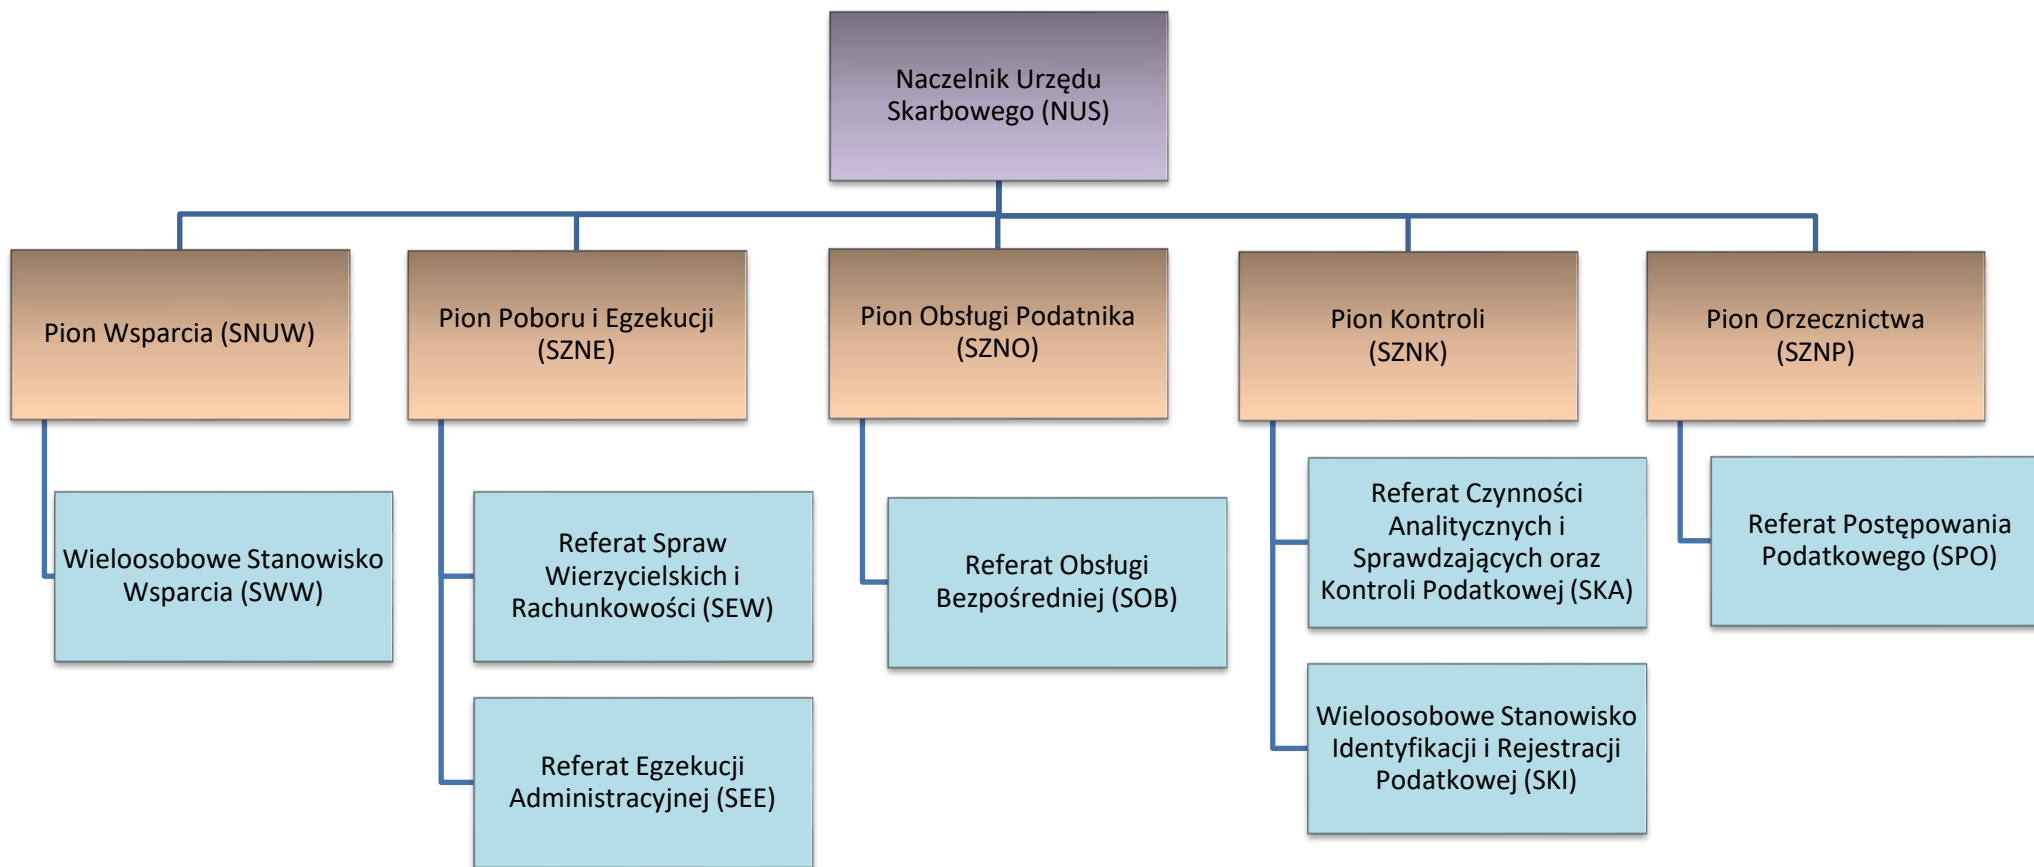 Naczelnik Urzędu
Skarbowego (NUS)
Pion Wsparcia (SNUW)
Pion Poboru i Egzekucji
(SZNE)
Pion Obsługi Podatnika
(SZNO)
Pion Kontroli
(SZNK)
Pion Orzecznictwa
(SZNP)
Wieloosobowe Stanowisko
Wsparcia (SWW)
Referat Spraw
Wierzycielskich i
Rachunkowości (SEW)
Referat Egzekucji
Administracyjnej (SEE)
Referat Obsługi
Bezpośredniej (SOB)
Referat Czynności
Analitycznych i
Sprawdzających oraz
Kontroli Podatkowej (SKA)
Wieloosobowe Stanowisko
Identyfikacji i Rejestracji
Podatkowej (SKI)
Referat Postępowania
Podatkowego (SPO)